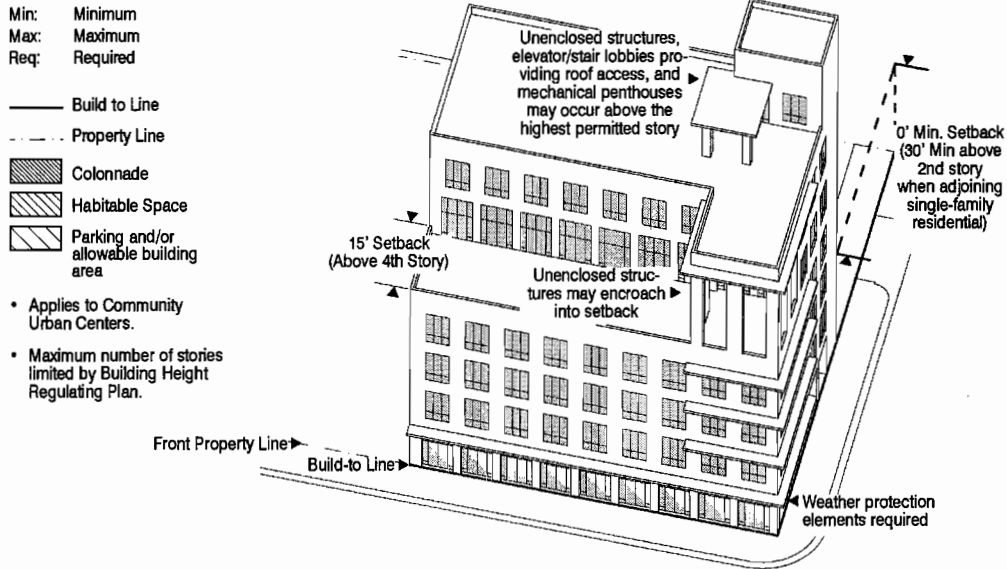 Min: Minimum
Max: Maximum
Req: Required
Build to Line
Property Line
Colonnade
Habitable Space
Parking and/or
allowable building
area
• Applies to Community
Urban Centers.
• Maximum number of stories
limited by Building Height
Regulating Plan.
Unenclosed structures,
elevator/stair lobbies pro-
viding roof access, and
mechanical penthouses
may occur above the
highest permitted story
0' Min. Setback
(30' Min above
2nd story
when adjoining
single-family
residential)
15' Setback
(Above 4th Story)
Unenclosed struc-
tures may encroach
into setback
Front Property Line
Build-to Line
Weather protection
elements required